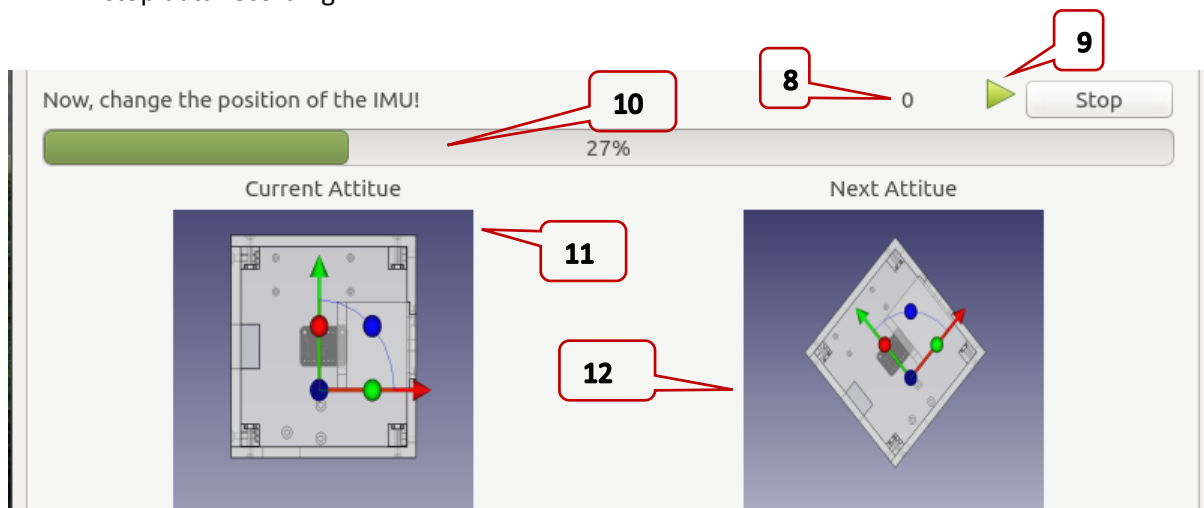 9
8
Now, change the position of the IMU!
10
0
Stop
27%
Current Attitue
Next Attitue
11
12